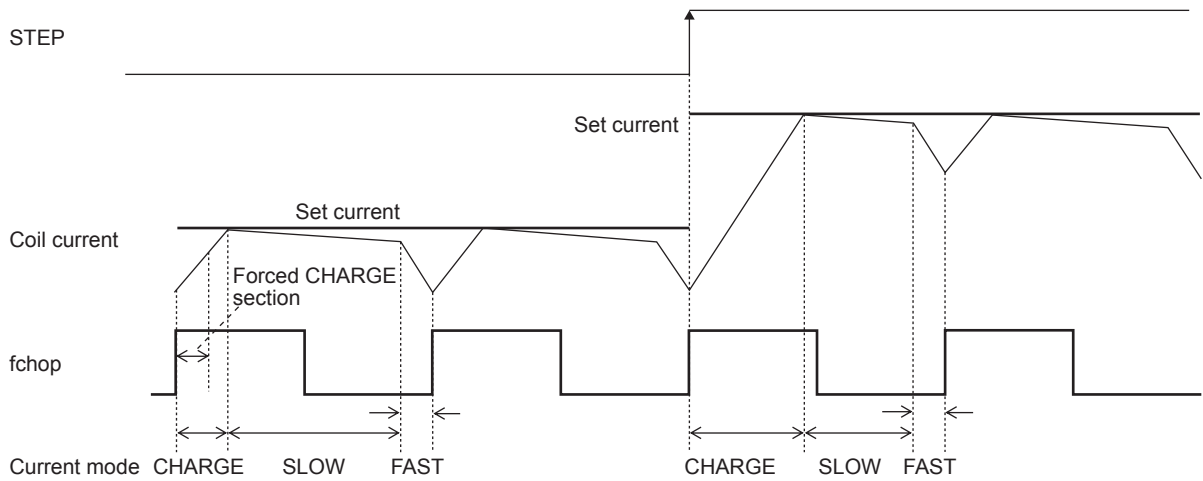 STEP
Set current
Set current
Coil current
Forced CHARGE
section
fchop
Current mode CHARGE SLOW FAST CHARGE SLOW FAST